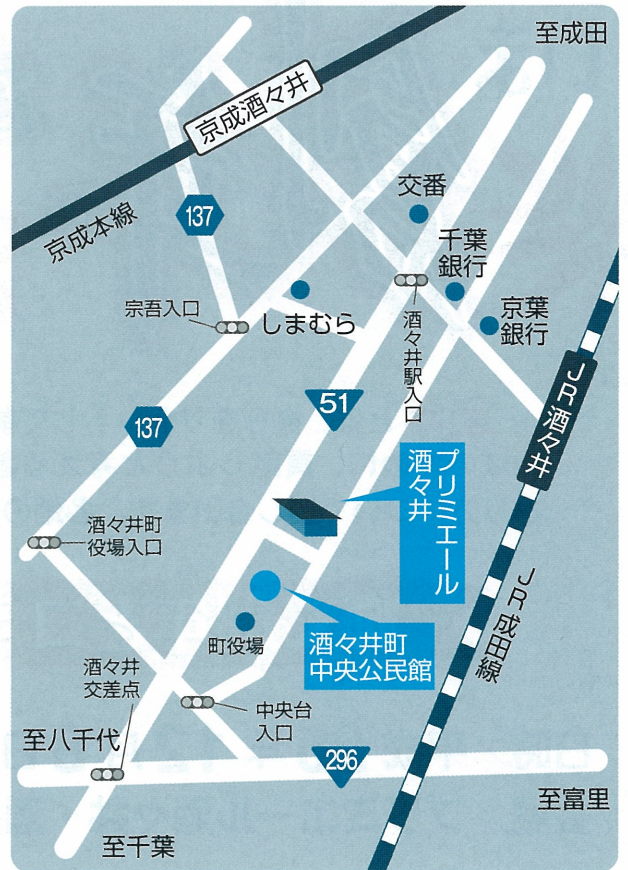 至成田
京成酒々井
京成本線
交番
137
千葉
銀行
京葉
銀行
宗吾入口
しまむら
酒々井駅入口
JR酒々井
51
137
プリミエール
酒々井
酒々井町
役場入口
JR成田線
町役場
酒々井町
中央公民館
酒々井
交差点
中央台
入口
至八千代
296
至富里
至千葉